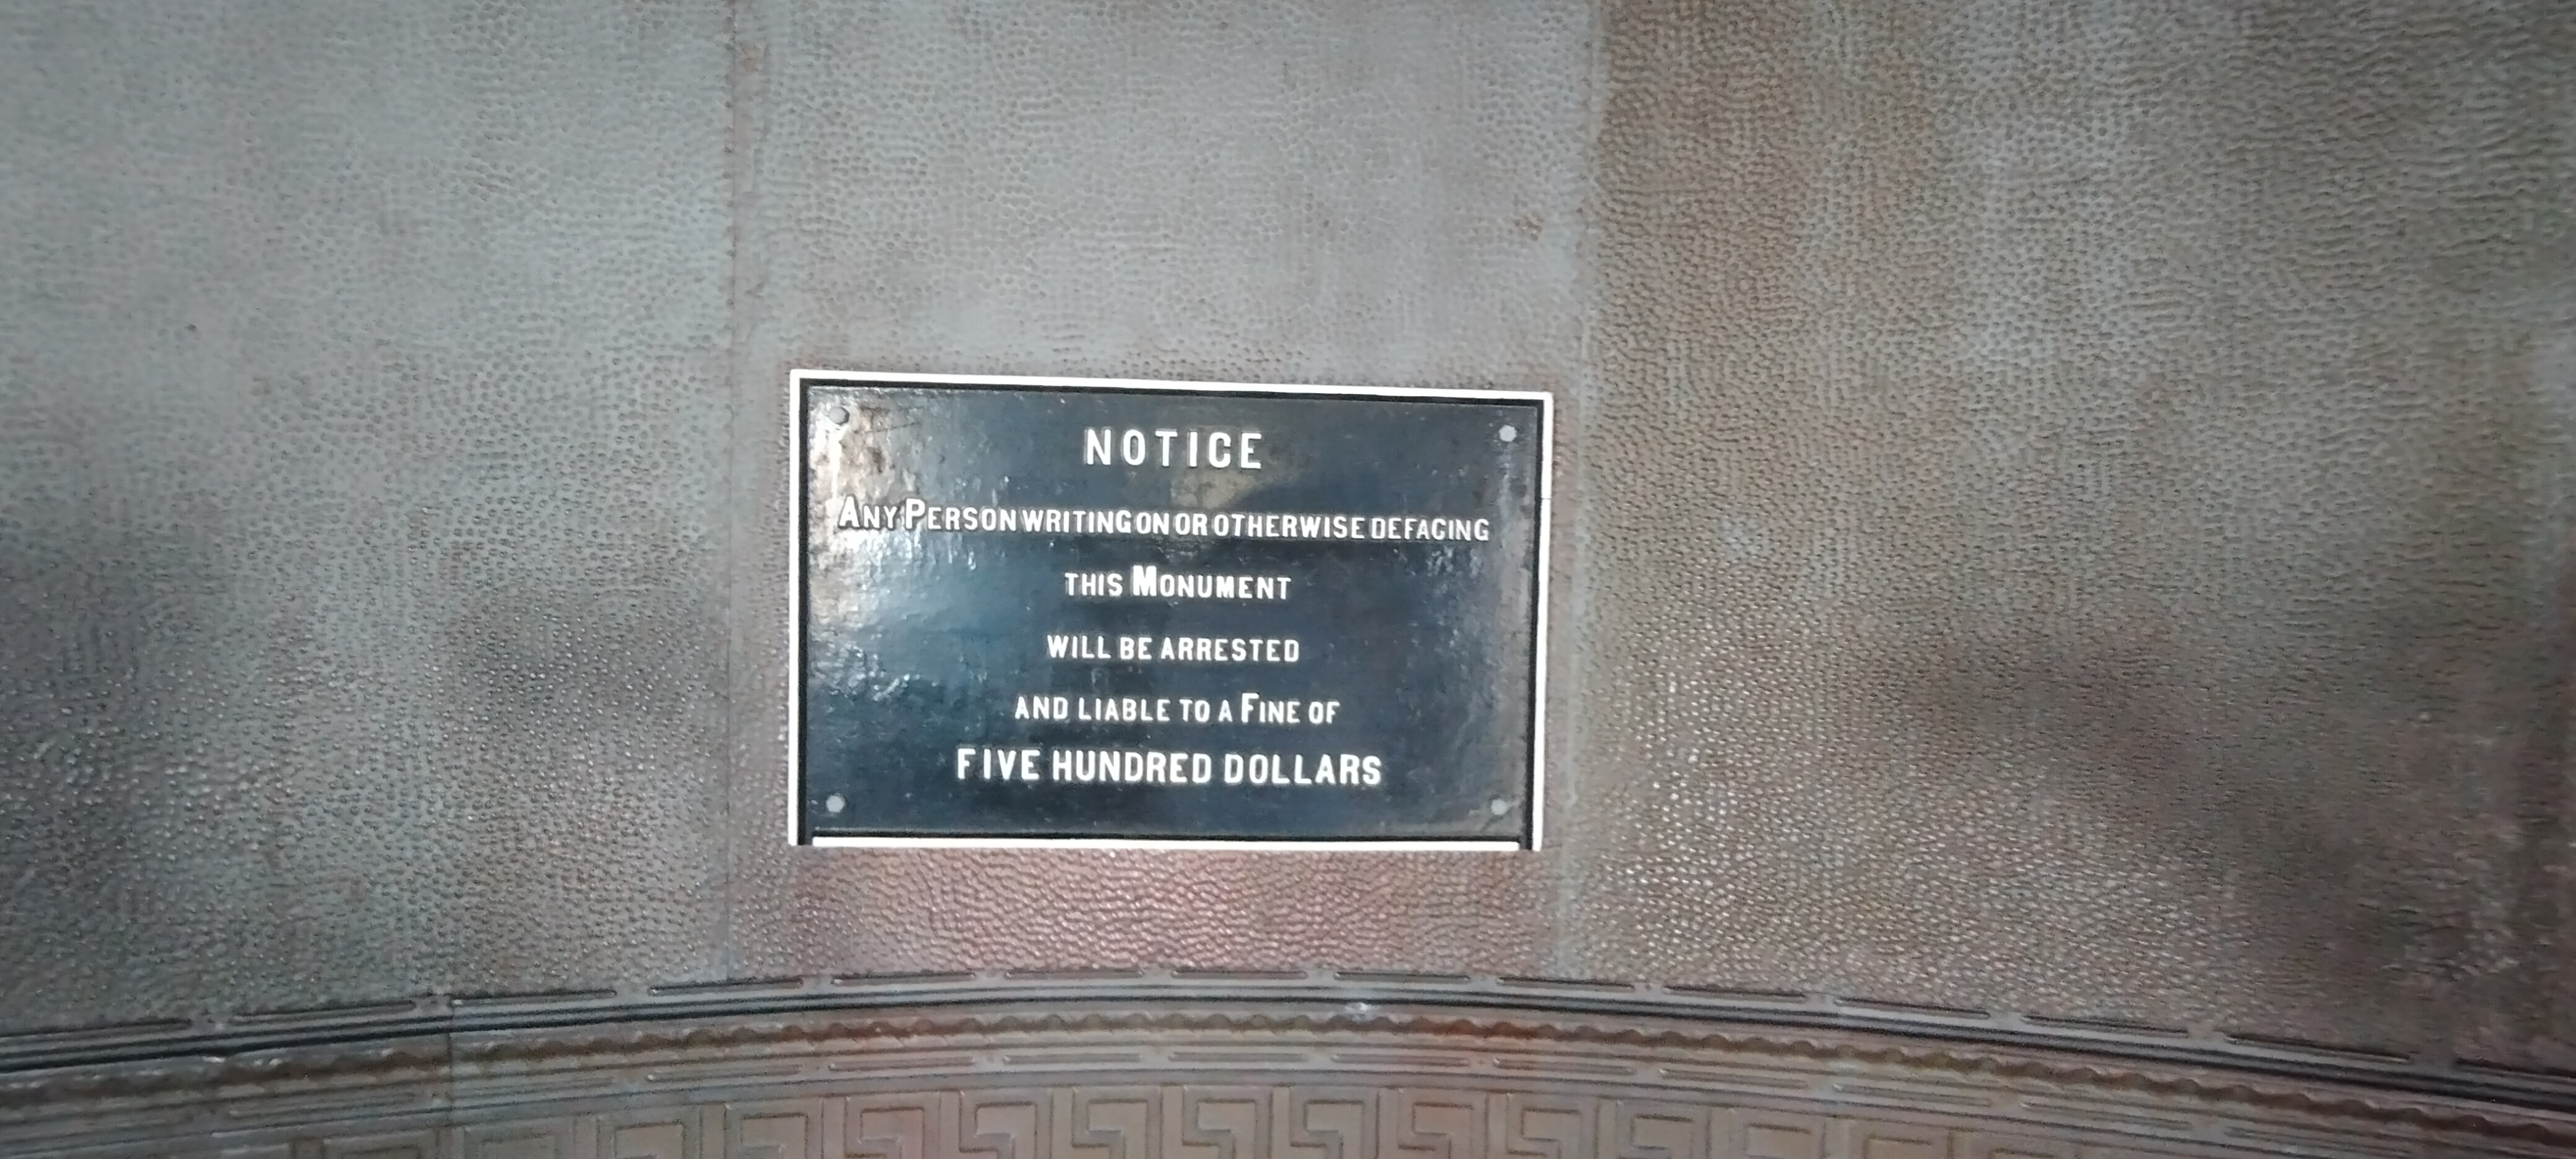 NOTICE
ANY PERSON WRITING ON OR OTHERWISE DEFACING
THIS MONUMENT
WILL BE ARRESTED
AND LIABLE TO A FINE OF
FIVE HUNDRED DOLLARS